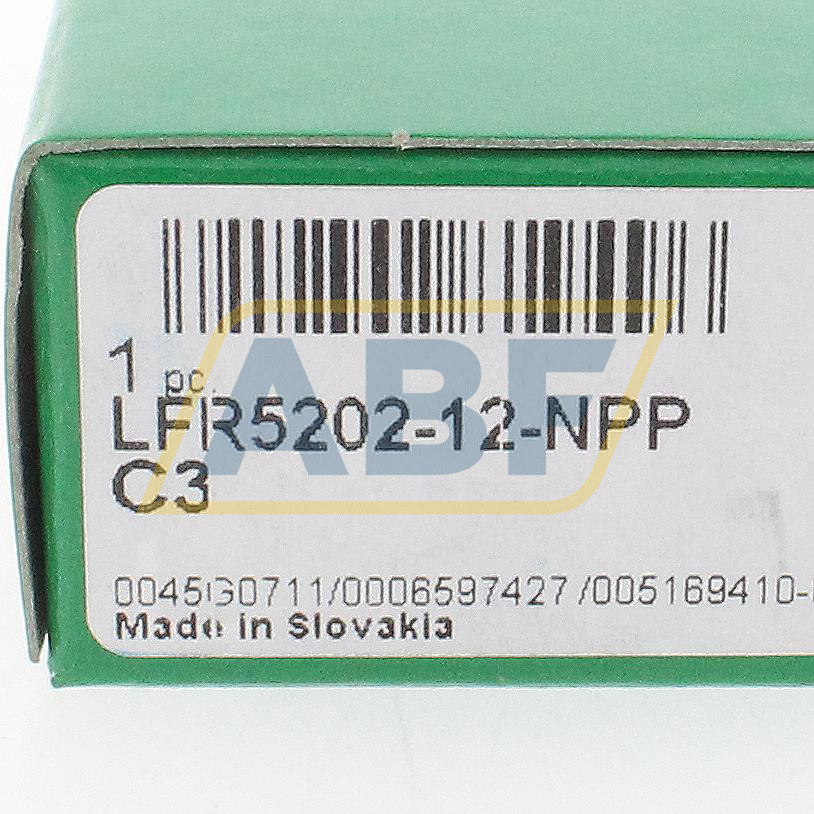 1 pc.
LFR5202-12-NPP
C3
ABF
0045G0711/0006597427/005169410-
Made in Slovakia